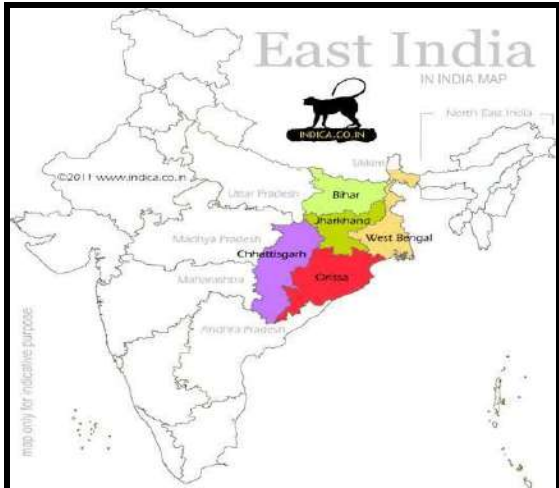 East India
IN INDIA MAP
INDICA.CO.IN
North East India
©2011 www.indica.co.in
Sikkim
Uttar Pradesh
Bihar
Jharkhand
Madhya Pradesh
West Bengal
Chhattisgarh
Maharashtra
Orissa
Andhra Pradesh
map only for indicative purpose